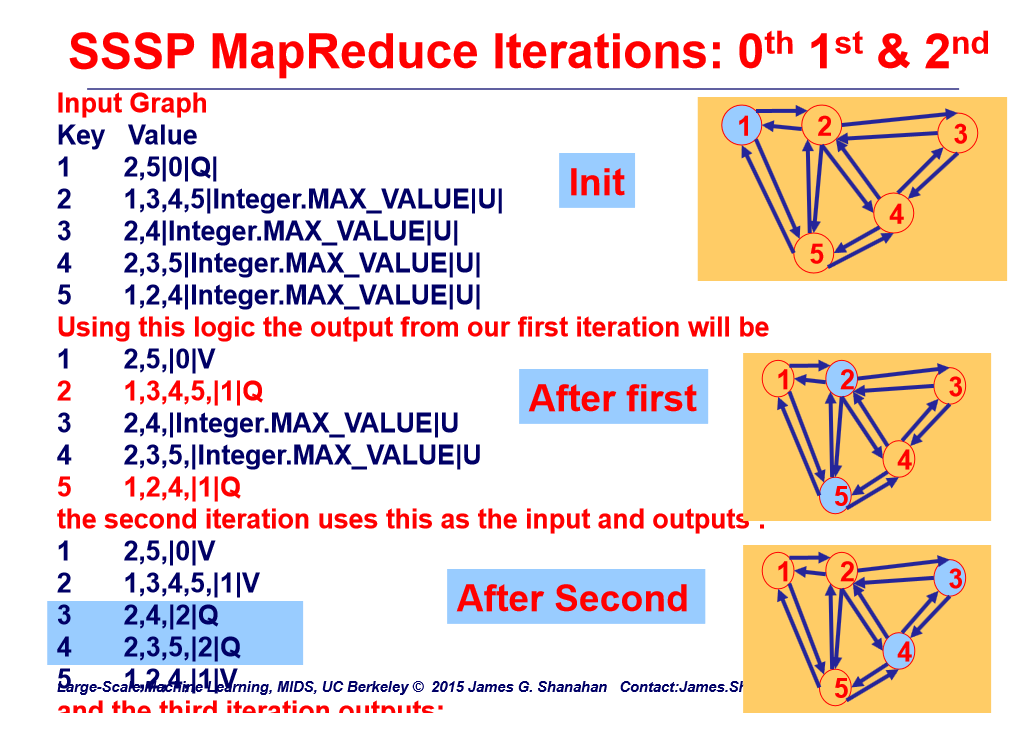 SSSP MapReduce Iterations: 0th 1st & 2nd
Input Graph
Key Value
1 2,5|0|Q|
2 1,3,4,5|Integer.MAX_VALUE|U|
3 2,4|Integer.MAX_VALUE|U|
4 2,3,5|Integer.MAX_VALUE|U|
5 1,2,4|Integer.MAX_VALUE|U|
Init
1 2 3
4
5
Using this logic the output from our first iteration will be
1 2,5,|0|V
2 1,3,4,5,|1|Q
3 2,4,|Integer.MAX_VALUE|U
4 2,3,5,|Integer.MAX_VALUE|U
5 1,2,4,|1|Q
After first
1 2 3
4
5
the second iteration uses this as the input and outputs :
1 2,5,|0|V
2 1,3,4,5,|1|V
3 2,4,|2|Q
4 2,3,5,|2|Q
5 1,2,4,|1|V
After Second
1 2 3
4
5
Large-Scale Machine Learning, MIDS, UC Berkeley © 2015 James G. Shanahan Contact:James.Sh
and the third iteration outputs: